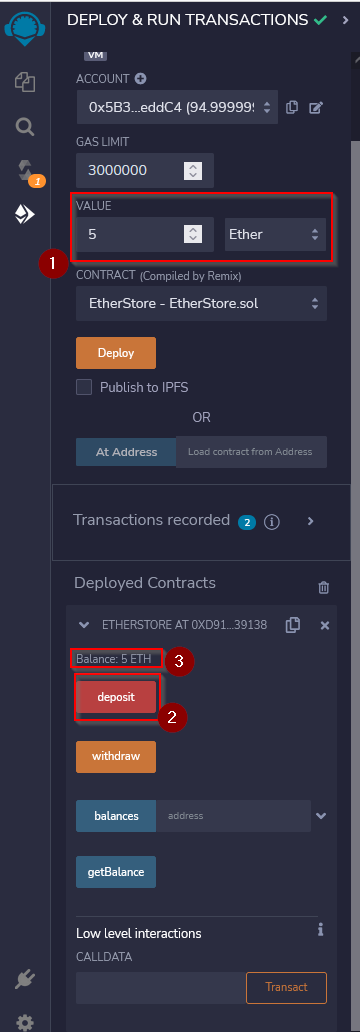 DEPLOY & RUN TRANSACTIONS
VM
ACCOUNT
0x5B3...eddC4 (94.999999
GAS LIMIT
3000000
VALUE
5
Ether
1
CONTRACT (Compiled by Remix)
EtherStore - EtherStore.sol
Deploy
Publish to IPFS
OR
At Address
Load contract from Address
Transactions recorded 2 i
Deployed Contracts
ETHERSTORE AT 0XD91...39138
Balance: 5 ETH 3
deposit
2
withdraw
balances
address
getBalance
Low level interactions i
CALLDATA
Transact
1